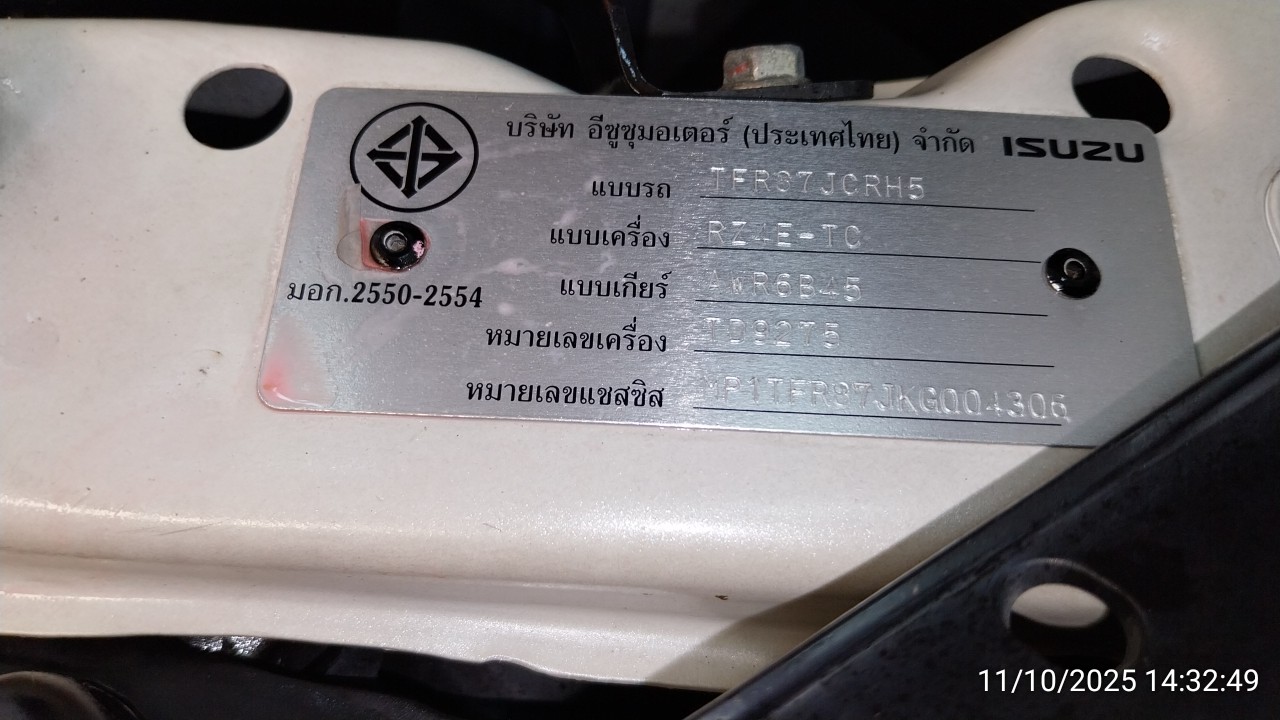 บริษัท อีซูซุมอเตอร์ (ประเทศไทย) จำกัด ISUZU
แบบรถ TFR87JCRH5
แบบเครื่อง RZ4E-TC
แบบเกียร์ AWR6B45
มอก.2550-2554
หมายเลขเครื่อง TD92T5
หมายเลขแชสซิส MP1TFR87JKG004306
11/10/2025 14:32:49